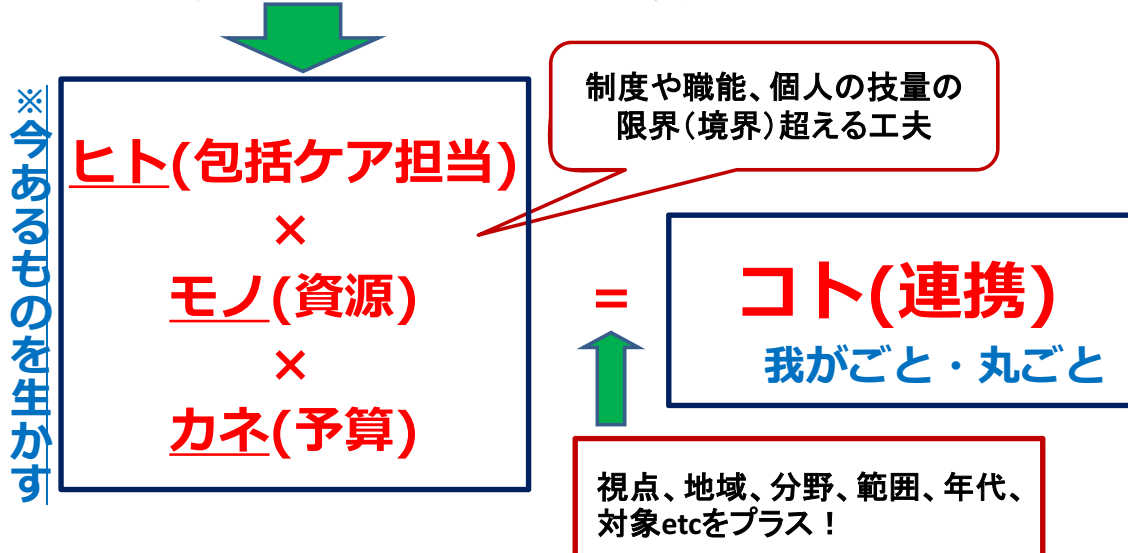 ※今あるものを生かす
ヒト(包括ケア担当)
×
モノ(資源)
×
カネ(予算)
制度や職能、個人の技量の
限界(境界)超える工夫
=
コト(連携)
我がごと・丸ごと
視点、地域、分野、範囲、年代、
対象etcをプラス！